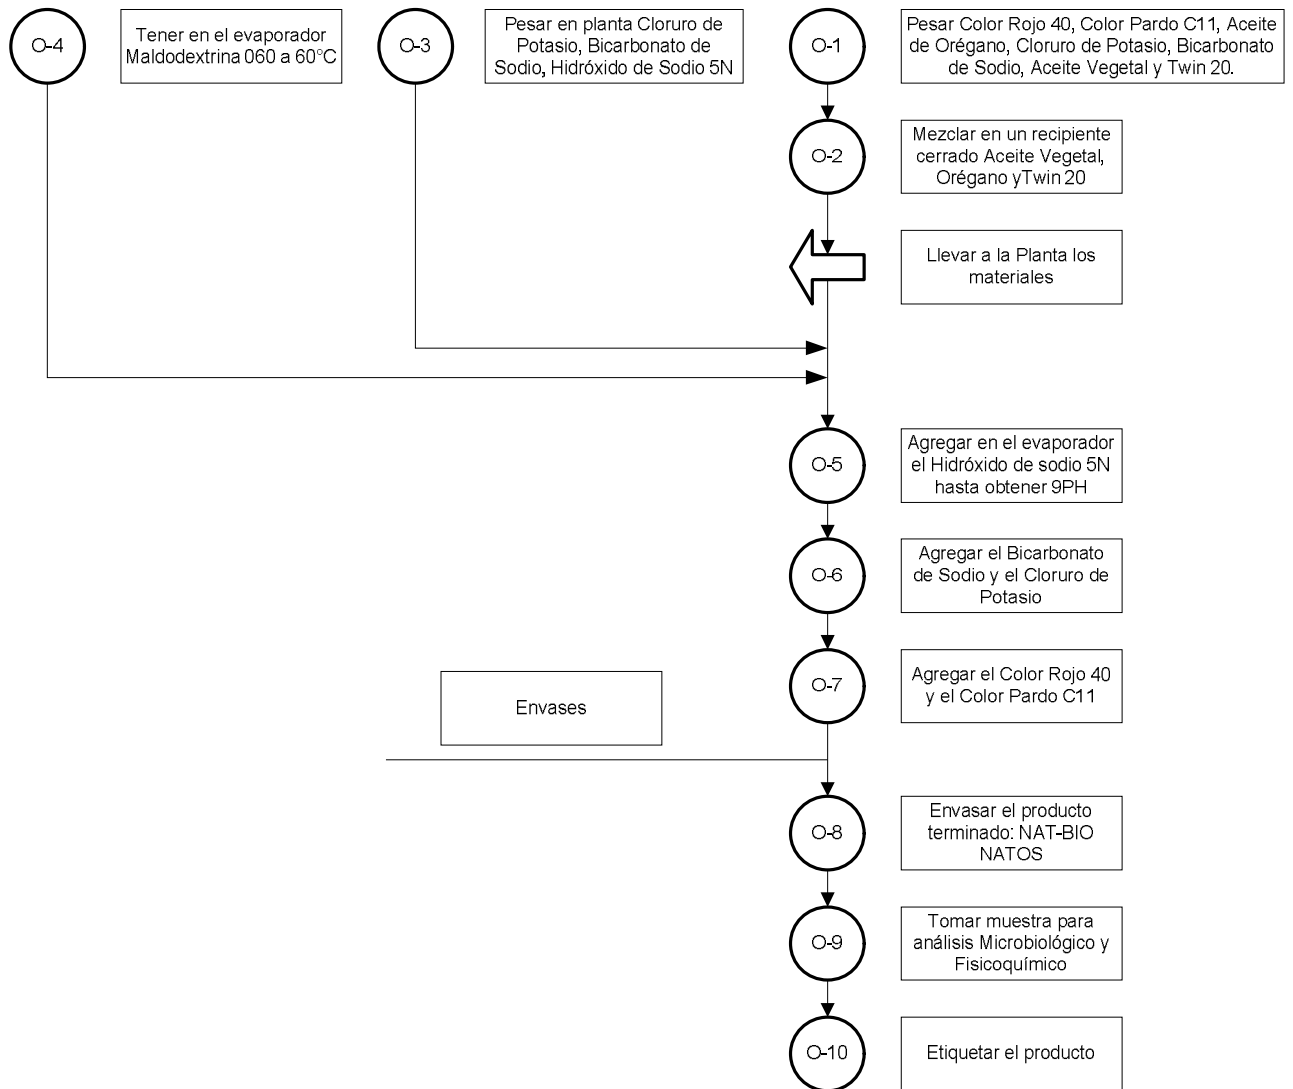 O-4
Tener en el evaporador
Maldodextrina 060 a 60°C
O-3
Pesar en planta Cloruro de
Potasio, Bicarbonato de
Sodio, Hidróxido de Sodio 5N
O-1
Pesar Color Rojo 40, Color Pardo C11, Aceite
de Orégano, Cloruro de Potasio, Bicarbonato
de Sodio, Aceite Vegetal y Twin 20.
O-2
Mezclar en un recipiente
cerrado Aceite Vegetal,
Orégano yTwin 20
Llevar a la Planta los
materiales
O-5
Agregar en el evaporador
el Hidróxido de sodio 5N
hasta obtener 9PH
O-6
Agregar el Bicarbonato
de Sodio y el Cloruro de
Potasio
O-7
Agregar el Color Rojo 40
y el Color Pardo C11
Envases
O-8
Envasar el producto
terminado: NAT-BIO
NATOS
O-9
Tomar muestra para
análisis Microbiológico y
Fisicoquímico
O-10
Etiquetar el producto